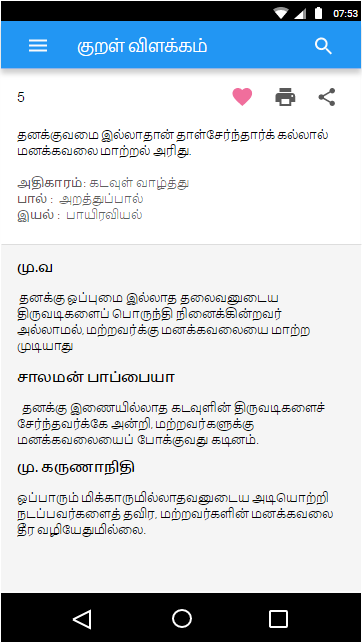 07:53
குறள் விளக்கம்
5
தனக்குவமை இல்லாதான் தாள்சேர்ந்தார்க் கல்லால்
மனக்கவலை மாற்றல் அரிது.
அதிகாரம்: கடவுள் வாழ்த்து
பால் : அறத்துப்பால்
இயல் : பாயிரவியல்
மு.வ
தனக்கு ஒப்புமை இல்லாத தலைவனுடைய
திருவடிகளைப் பொருந்தி நினைக்கின்றவர்
அல்லாமல், மற்றவர்க்கு மனக்கவலையை மாற்ற
முடியாது
சாலமன் பாப்பையா
தனக்கு இணையில்லாத கடவுளின் திருவடிகளைச்
சேர்ந்தவர்க்கே அன்றி, மற்றவர்களுக்கு
மனக்கவலையைப் போக்குவது கடினம்.
மு. கருணாநிதி
ஒப்பாரும் மிக்காருமில்லாதவனுடைய அடியொற்றி
நடப்பவர்களைத் தவிர, மற்றவர்களின் மனக்கவலை
தீர வழியேதுமில்லை.